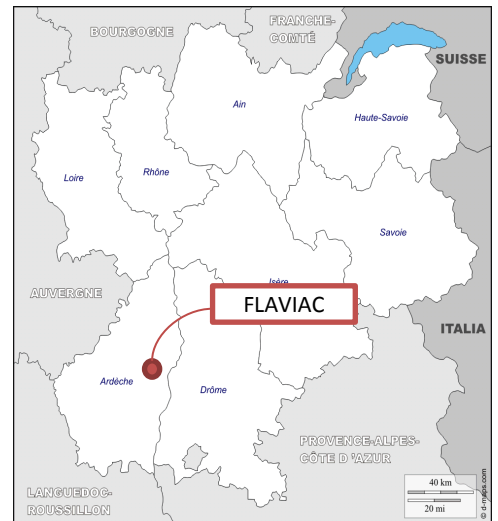 BOURGOGNE
FRANCHE-
COMTÉ
SUISSE
Ain
Haute-Savoie
Loire
Rhône
Savoie
Isère
AUVERGNE
FLAVIAC
ITALIA
Ardèche
Drôme
PROVENCE-ALPES-
CÔTE D 'AZUR
LANGUEDOC-
ROUSSILLON
40 km
20 mi
© d-maps.com